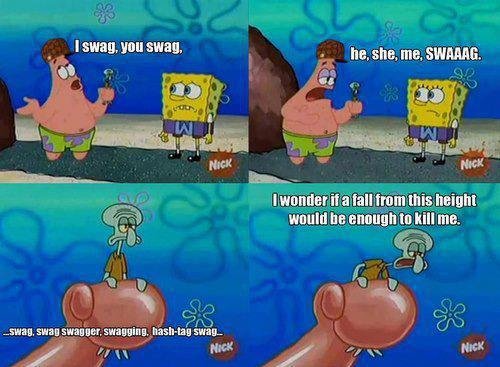 I swag, you swag,
he, she, me, SWAAAG.
NICK
NICK
...swag, swag swagger, swagging, hash-tag swag...
NICK
I wonder if a fall from this height
would be enough to kill me.
NICK